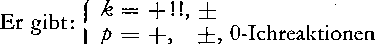 Er gibt: { k = +!!, ±
p = +, ±, 0-Ichreaktionen